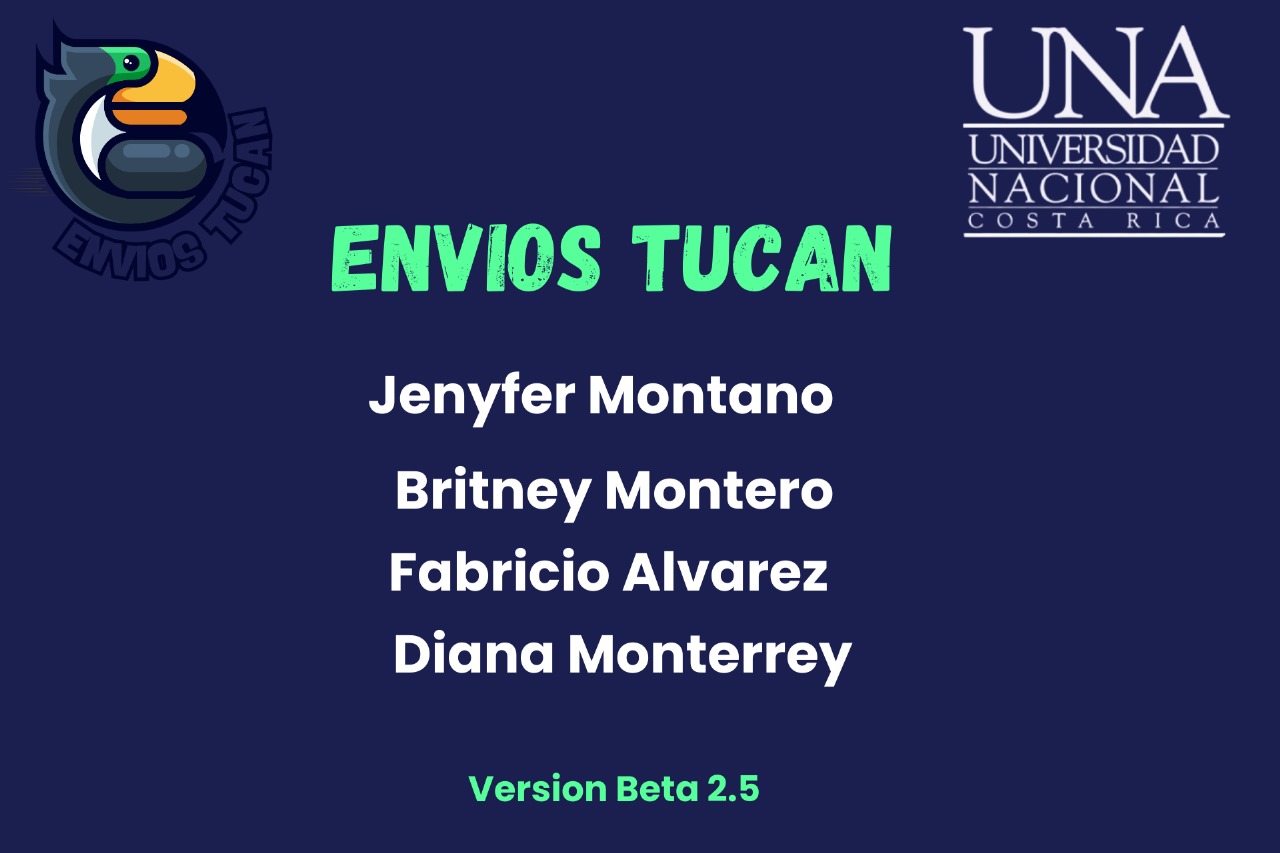 UNA
UNIVERSIDAD
NACIONAL
COSTA RICA
ENVIOS TUCAN
ENVIOS TUCAN
Jenyfer Montano
Britney Montero
Fabricio Alvarez
Diana Monterrey
Version Beta 2.5